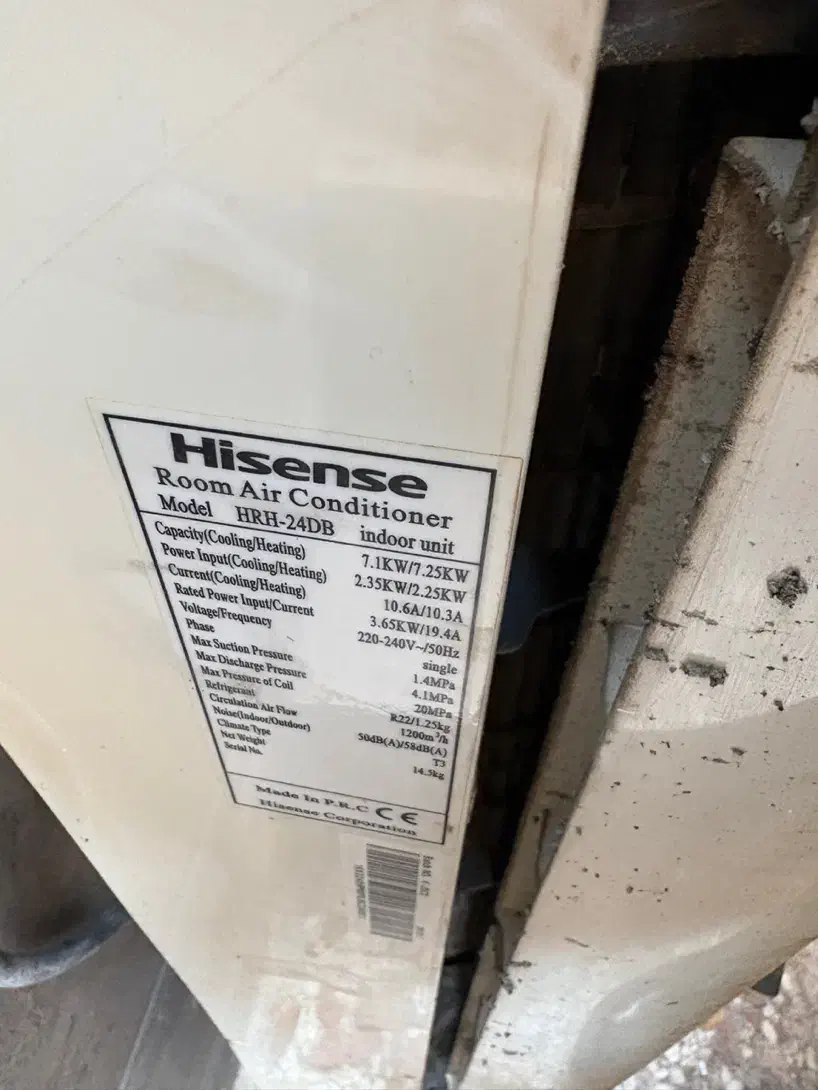 Hisense
Room Air Conditioner
Model HRH-24DB indoor unit
Capacity(Cooling/Heating) 7.1KW/7.25KW
Power Input(Cooling/Heating) 2.35KW/2.25KW
Current(Cooling/Heating) 10.6A/10.3A
Rated Power Input/Current 3.65KW/19.4A
Voltage/Frequency 220-240V~/50Hz
Phase single
Max Suction Pressure 1.4MPa
Max Discharge Pressure 4.1MPa
Max Pressure of Coil 20MPa
Refrigerant R22/1.25kg
Circulation Air Flow 1200m³/h
Noise(Indoor/Outdoor) 50dB(A)/58dB(A)
Climate Type T3
Net Weight 14.5kg
Serial No.
Made In P.R.C CE
Hisense Corporation